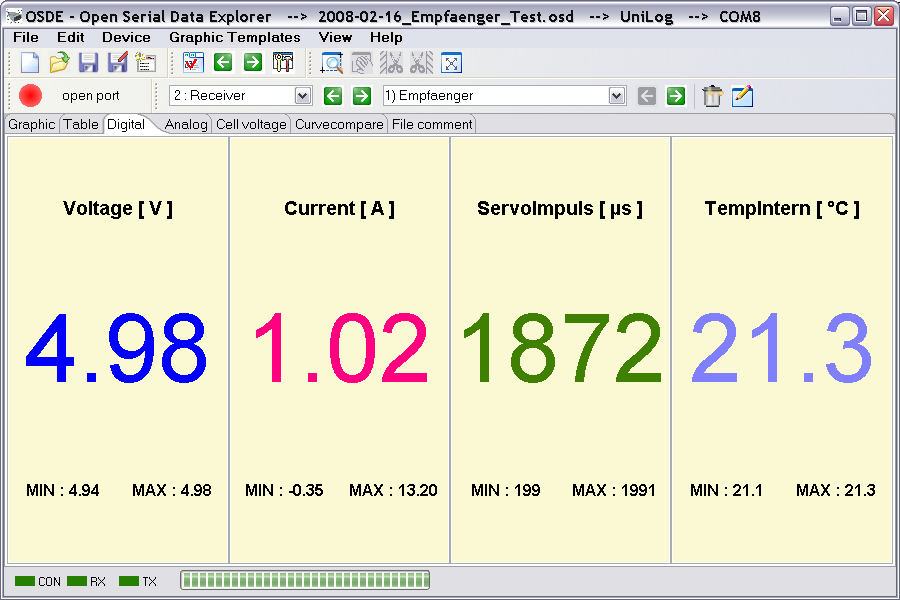 OSDE - Open Serial Data Explorer --> 2008-02-16_Empfaenger_Test.osd --> UniLog --> COM8
File Edit Device Graphic Templates View Help
open port 2 : Receiver 1) Empfaenger
Graphic Table Digital Analog Cell voltage Curvecompare File comment
Voltage [ V ] Current [ A ] ServoImpuls [ µs ] TempIntern [ °C ]
4.98 1.02 1872 21.3
MIN : 4.94 MAX : 4.98 MIN : -0.35 MAX : 13.20 MIN : 199 MAX : 1991 MIN : 21.1 MAX : 21.3
CON RX TX